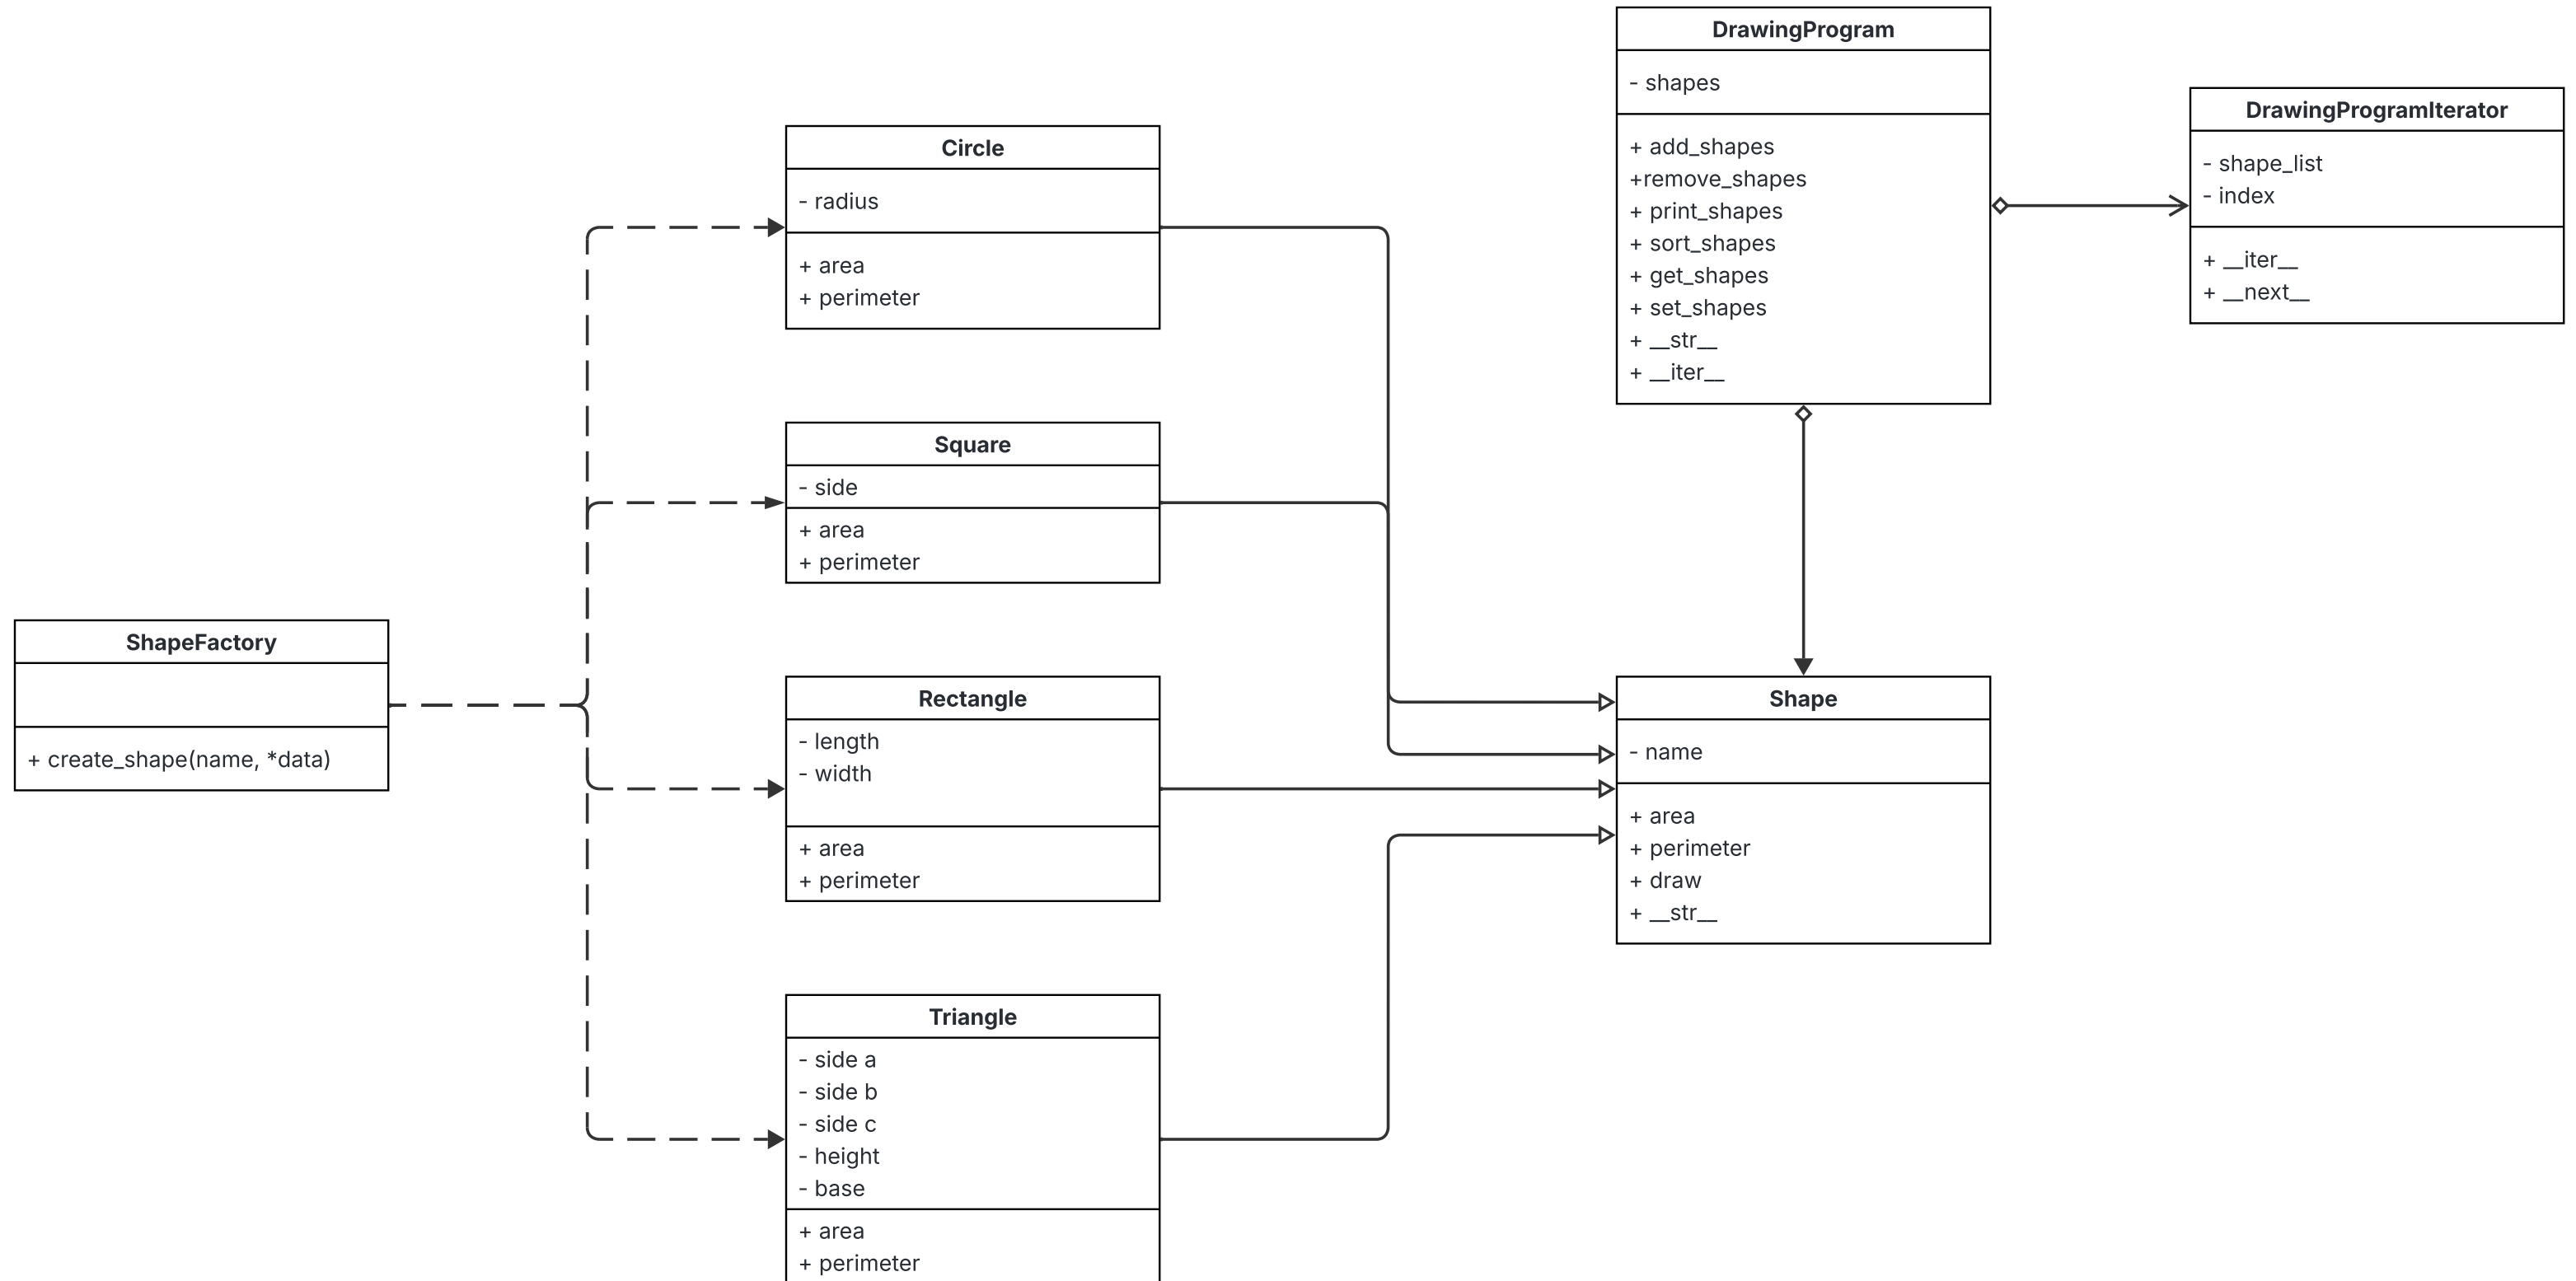 DrawingProgram
- shapes
+ add_shapes
+remove_shapes
+ print_shapes
+ sort_shapes
+ get_shapes
+ set_shapes
+ __str__
+ __iter__
DrawingProgramIterator
- shape_list
- index
+ __iter__
+ __next__
Circle
- radius
+ area
+ perimeter
Square
- side
+ area
+ perimeter
ShapeFactory
+ create_shape(name, *data)
Rectangle
- length
- width
+ area
+ perimeter
Shape
- name
+ area
+ perimeter
+ draw
+ __str__
Triangle
- side a
- side b
- side c
- height
- base
+ area
+ perimeter